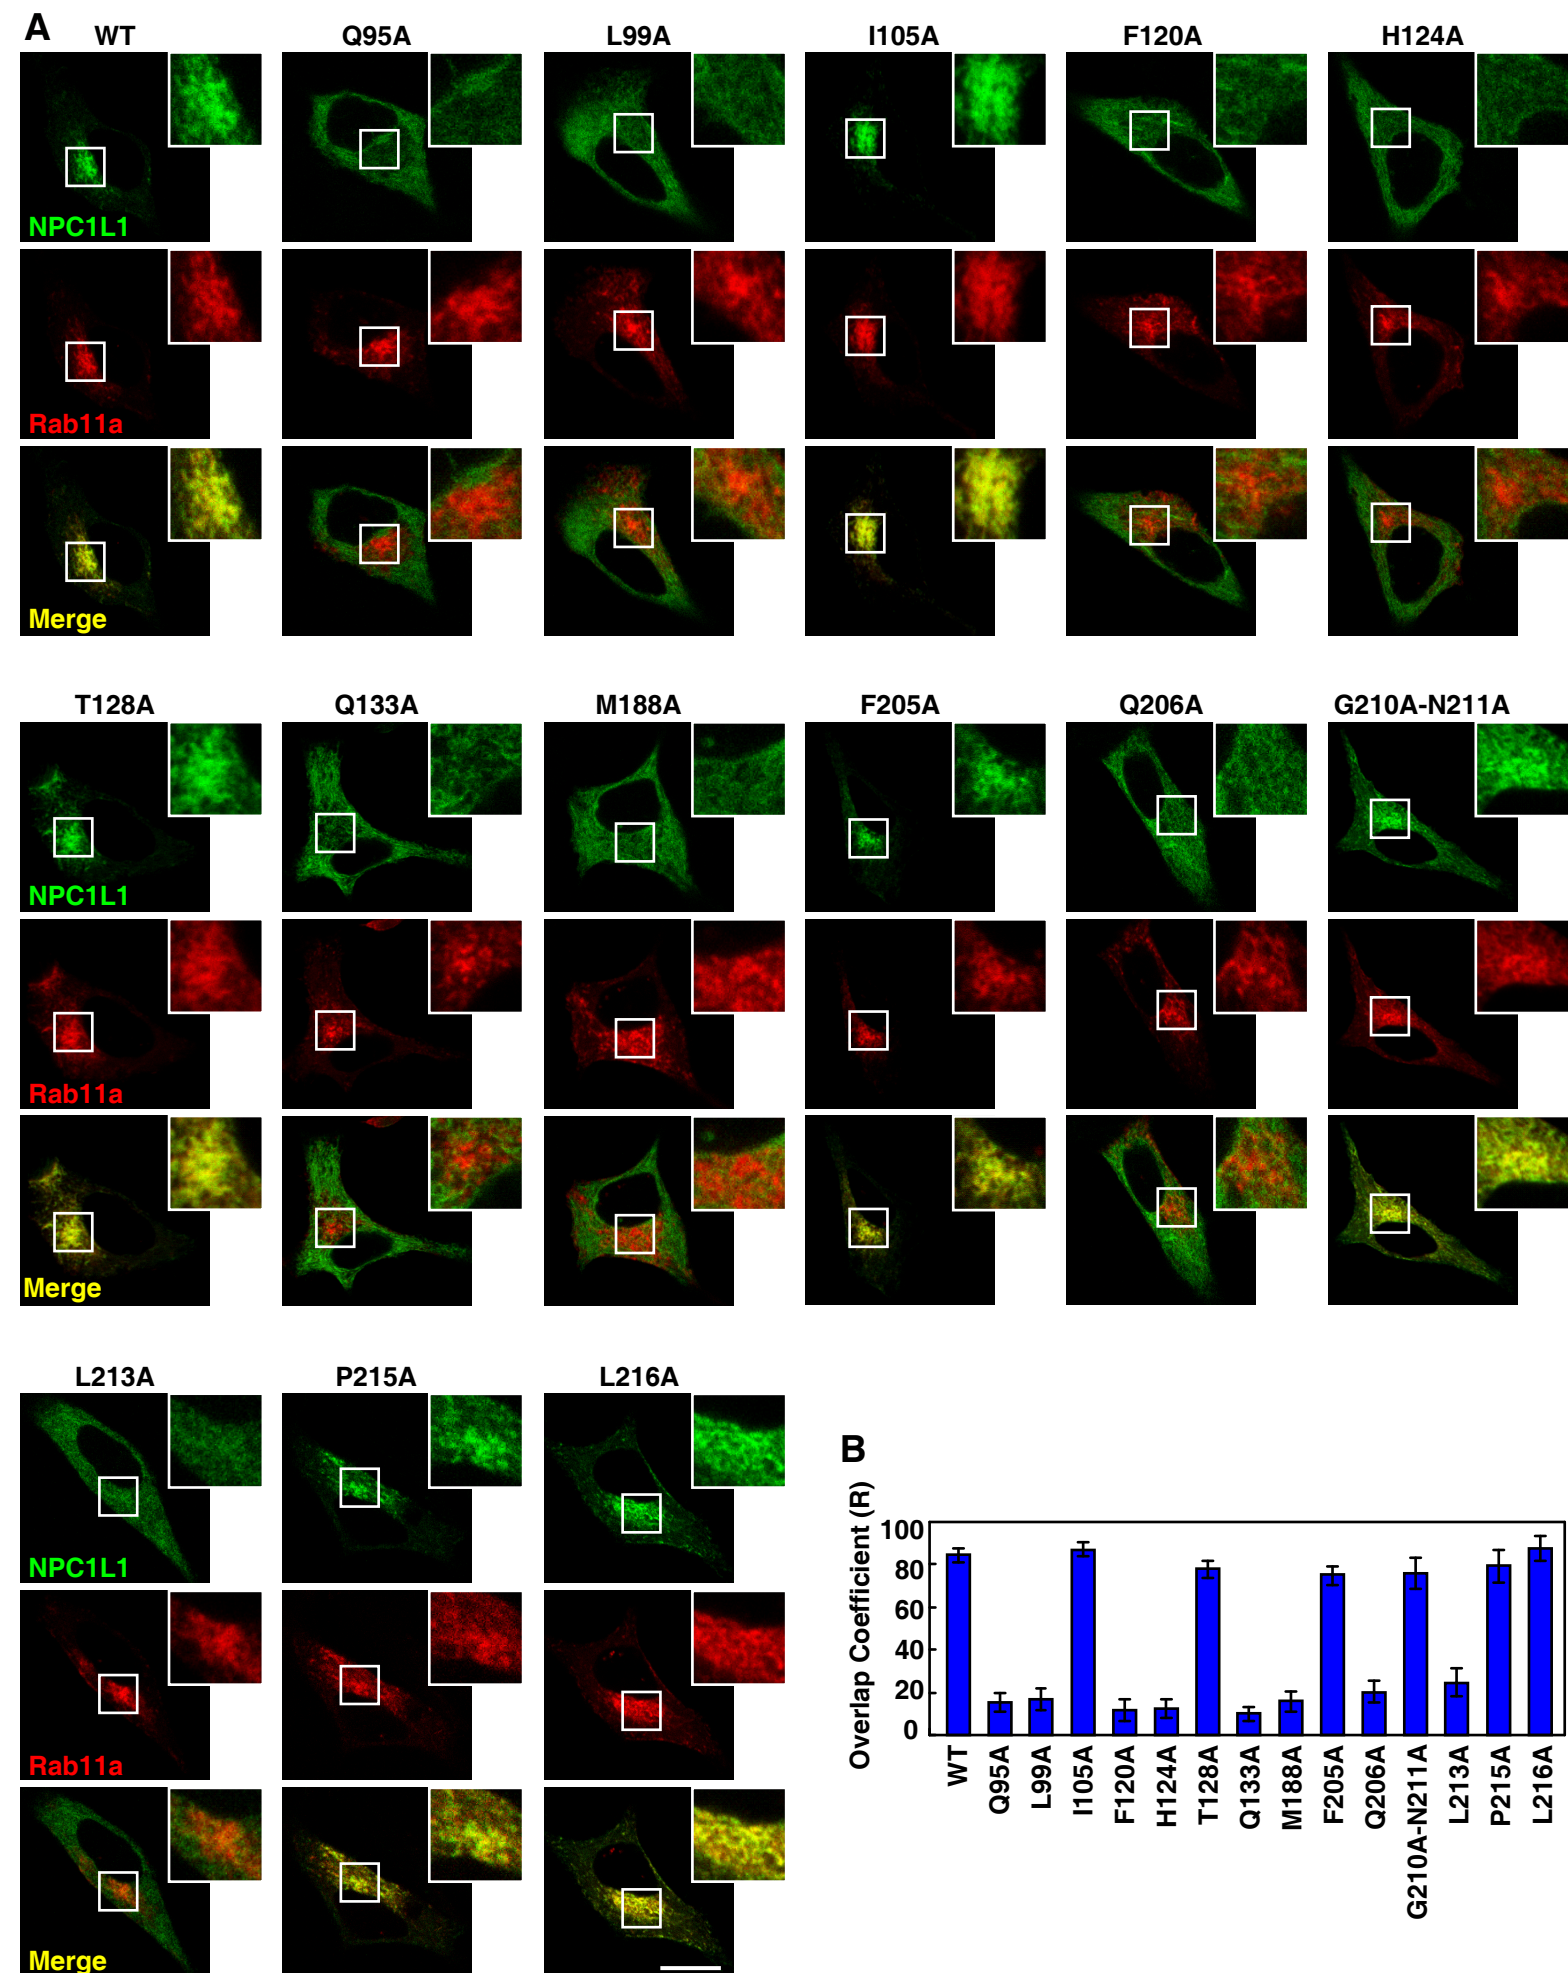 A
WT Q95A L99A I105A F120A H124A
NPC1L1
Rab11a
Merge
T128A Q133A M188A F205A Q206A G210A-N211A
NPC1L1
Rab11a
Merge
L213A P215A L216A
NPC1L1
Rab11a
Merge
B
Overlap Coefficient (R)
100
80
60
40
20
0
WT Q95A L99A I105A F120A H124A T128A Q133A M188A F205A Q206A G210A-N211A L213A P215A L216A